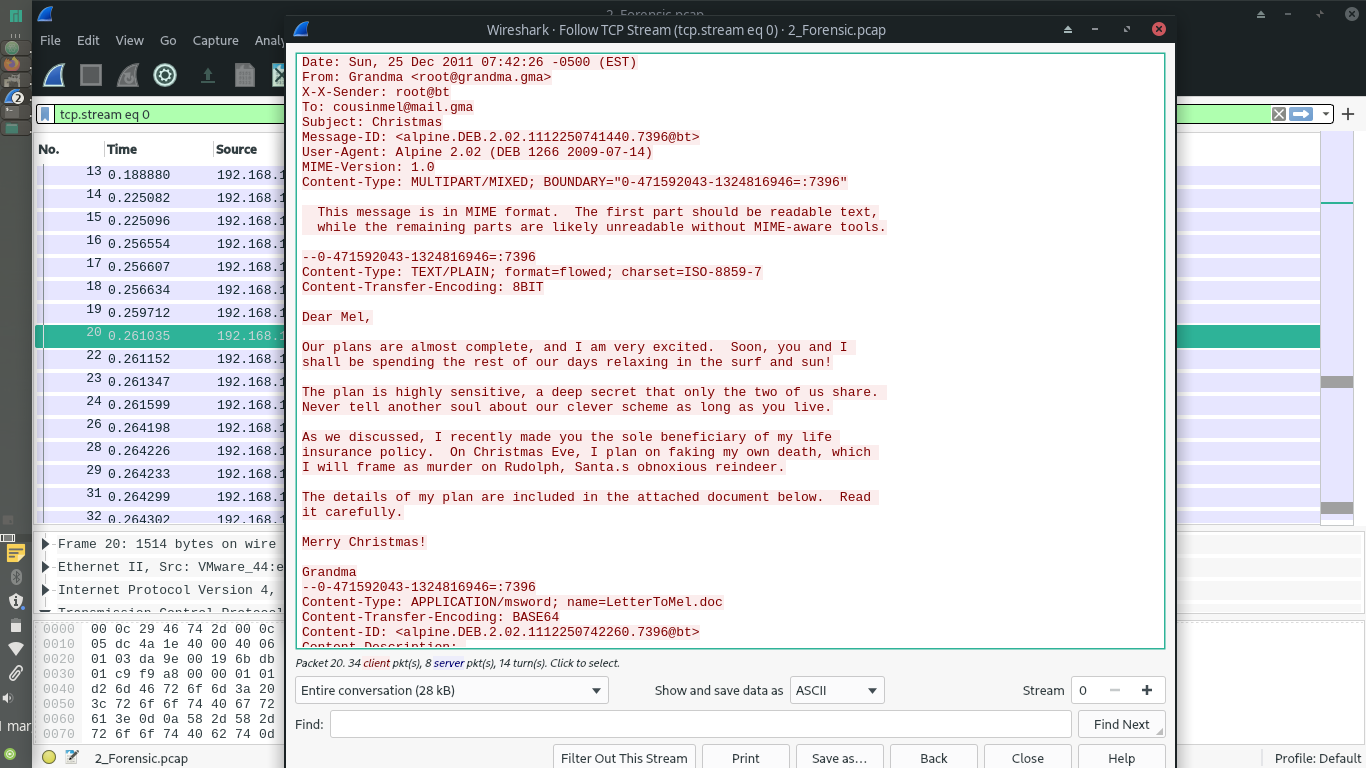 2_Forensic.pcap
Wireshark · Follow TCP Stream (tcp.stream eq 0) · 2_Forensic.pcap
File Edit View Go Capture
tcp.stream eq 0
No. Time Source
13 0.188880 192.168.1
14 0.225082 192.168.1
15 0.225096 192.168.1
16 0.256554 192.168.1
17 0.256607 192.168.1
18 0.256634 192.168.1
19 0.259712 192.168.1
20 0.261035 192.168.1
22 0.261152 192.168.1
23 0.261347 192.168.1
24 0.261599 192.168.1
26 0.264198 192.168.1
28 0.264226 192.168.1
29 0.264233 192.168.1
31 0.264299 192.168.1
32 0.264302 192.168.1
Frame 20: 1514 bytes on wire
Ethernet II, Src: VMware_44:e
Internet Protocol Version 4,
Transmission Control Protocol
0000 00 0c 29 46 74 2d 00 0c
0010 05 dc 4a 1e 40 00 40 06
0020 01 03 da 9e 00 19 6b db
0030 01 c9 f9 a8 00 00 01 01
0040 d2 6d 46 72 6f 6d 3a 20
0050 3c 72 6f 6f 74 40 67 72
0060 61 3e 0d 0a 58 2d 58 2d
0070 72 6f 6f 74 40 62 74 0d
2
1 mar
2_Forensic.pcap
Profile: Default
Date: Sun, 25 Dec 2011 07:42:26 -0500 (EST)
From: Grandma <root@grandma.gma>
X-X-Sender: root@bt
To: cousinmel@mail.gma
Subject: Christmas
Message-ID: <alpine.DEB.2.02.1112250741440.7396@bt>
User-Agent: Alpine 2.02 (DEB 1266 2009-07-14)
MIME-Version: 1.0
Content-Type: MULTIPART/MIXED; BOUNDARY="0-471592043-1324816946=:7396"
This message is in MIME format.  The first part should be readable text,
while the remaining parts are likely unreadable without MIME-aware tools.
--0-471592043-1324816946=:7396
Content-Type: TEXT/PLAIN; format=flowed; charset=ISO-8859-7
Content-Transfer-Encoding: 8BIT
Dear Mel,
Our plans are almost complete, and I am very excited.  Soon, you and I
shall be spending the rest of our days relaxing in the surf and sun!
The plan is highly sensitive, a deep secret that only the two of us share.
Never tell another soul about our clever scheme as long as you live.
As we discussed, I recently made you the sole beneficiary of my life
insurance policy.  On Christmas Eve, I plan on faking my own death, which
I will frame as murder on Rudolph, Santa.s obnoxious reindeer.
The details of my plan are included in the attached document below.  Read
it carefully.
Merry Christmas!
Grandma
--0-471592043-1324816946=:7396
Content-Type: APPLICATION/msword; name=LetterToMel.doc
Content-Transfer-Encoding: BASE64
Content-ID: <alpine.DEB.2.02.1112250742260.7396@bt>
Content-Description:
Packet 20. 34 client pkt(s), 8 server pkt(s), 14 turn(s). Click to select.
Entire conversation (28 kB) Show and save data as ASCII Stream 0
Find: Find Next
Filter Out This Stream Print Save as… Back Close Help